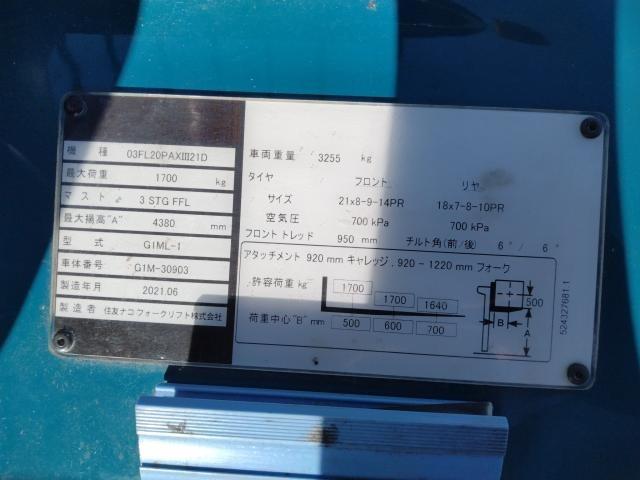 機種 03FL20PAXIII21D
最大荷重 1700 kg
マスト 3 STG FFL
最大揚高"A" 4380 mm
型式 G1ML-1
車体番号 G1M-30903
製造年月 2021.06
製造者 住友ナコ フォークリフト株式会社
車両重量 3255 kg
タイヤ フロント リヤ
サイズ 21x8-9-14PR 18x7-8-10PR
空気圧 700 kPa 700 kPa
フロントトレッド 950 mm チルト角(前/後) 6° / 6°
アタッチメント 920 mm キャレッジ, 920 - 1220 mm フォーク
許容荷重 kg 1700 1700 1640
荷重中心"B" mm 500 600 700
500
B
A
524327681 1